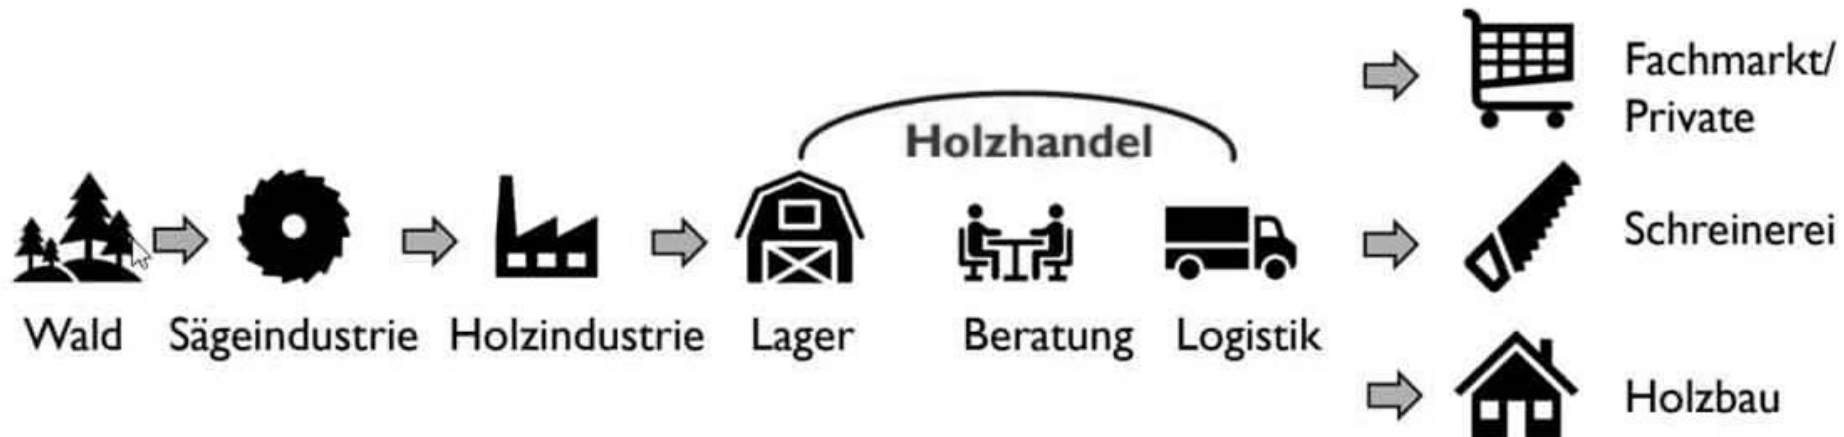 Holzhandel
Wald
Sägeindustrie
Holzindustrie
Lager
Beratung
Logistik
Fachmarkt/
Private
Schreinerei
Holzbau